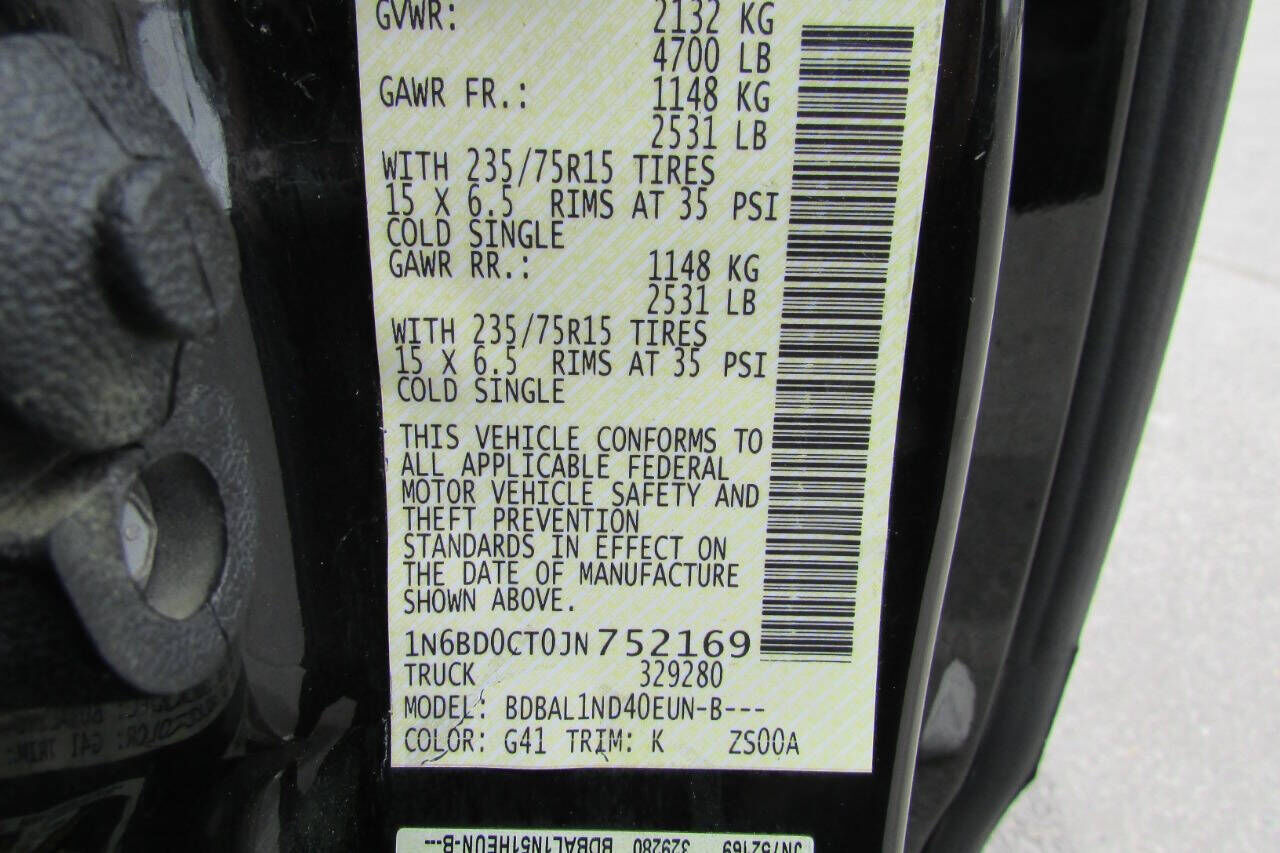 GVWR: 2132 KG
4700 LB
GAWR FR.: 1148 KG
2531 LB
WITH 235/75R15 TIRES
15 X 6.5 RIMS AT 35 PSI
COLD SINGLE
GAWR RR.: 1148 KG
2531 LB
WITH 235/75R15 TIRES
15 X 6.5 RIMS AT 35 PSI
COLD SINGLE
THIS VEHICLE CONFORMS TO
ALL APPLICABLE FEDERAL
MOTOR VEHICLE SAFETY AND
THEFT PREVENTION
STANDARDS IN EFFECT ON
THE DATE OF MANUFACTURE
SHOWN ABOVE.
1N6BD0CT0JN752169
TRUCK 329280
MODEL: BDBAL1ND40EUN-B---
COLOR: G41 TRIM: K ZS00A
JN752169 329280 BDBAL1N51HEUN-B---